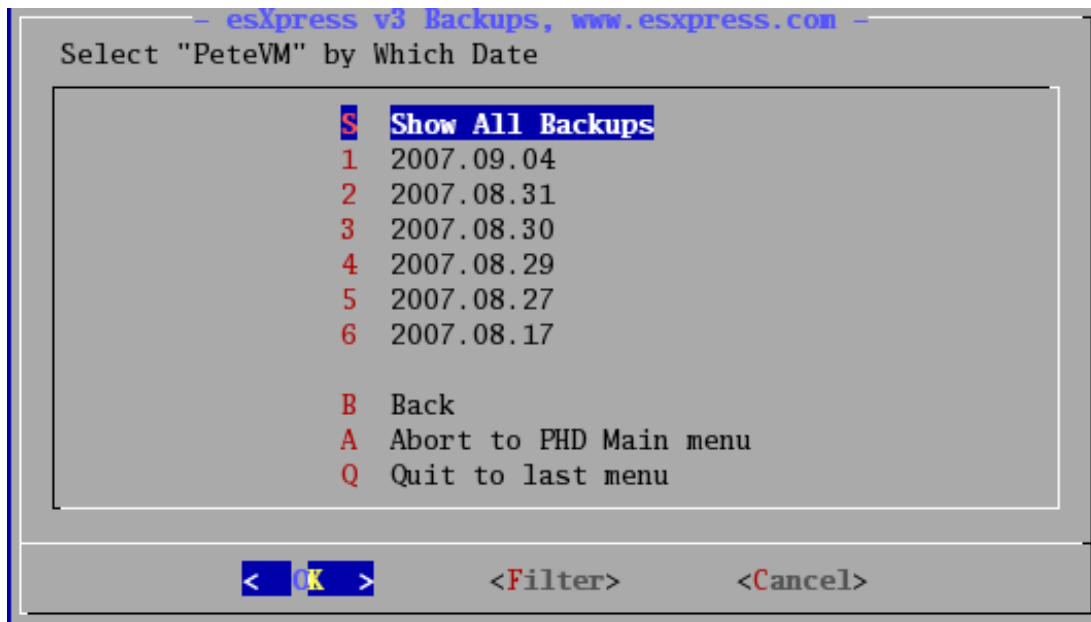 — esXpress v3 Backups, www.esxpress.com —
Select "PeteVM" by Which Date
S Show All Backups
1 2007.09.04
2 2007.08.31
3 2007.08.30
4 2007.08.29
5 2007.08.27
6 2007.08.17
B Back
A Abort to PHD Main menu
Q Quit to last menu
< OK > <Filter> <Cancel>